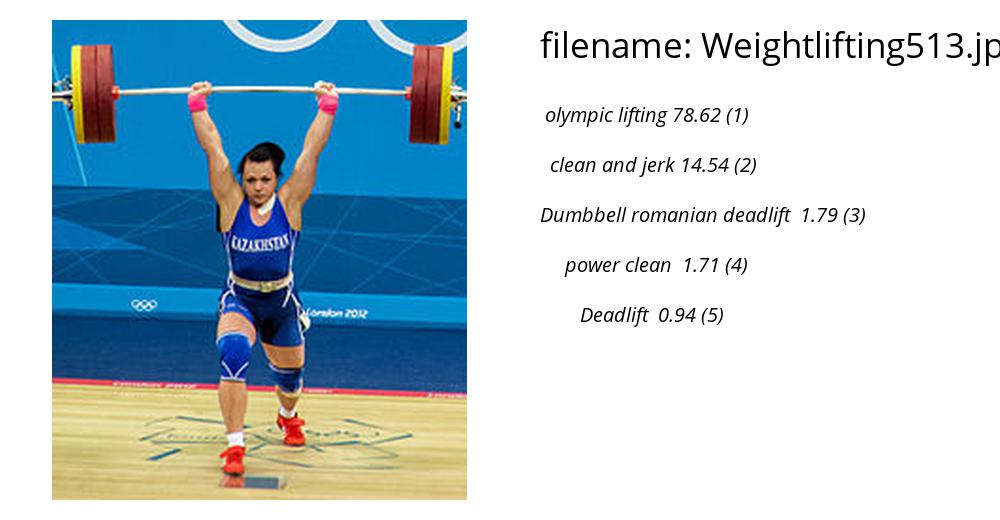 filename: Weightlifting513.jp
olympic lifting 78.62 (1)
clean and jerk 14.54 (2)
Dumbbell romanian deadlift 1.79 (3)
power clean 1.71 (4)
Deadlift 0.94 (5)
KAZAKHSTAN
London 2012